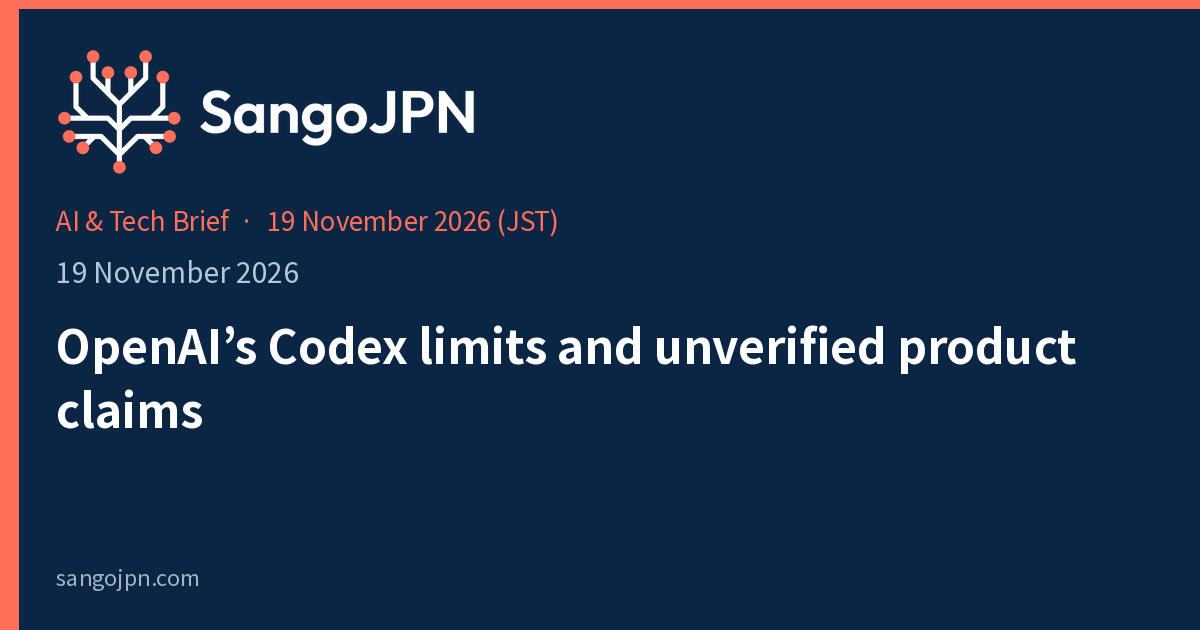 SangoJPN
AI & Tech Brief · 19 November 2026 (JST)
19 November 2026
OpenAI’s Codex limits and unverified product
claims
sangojpn.com